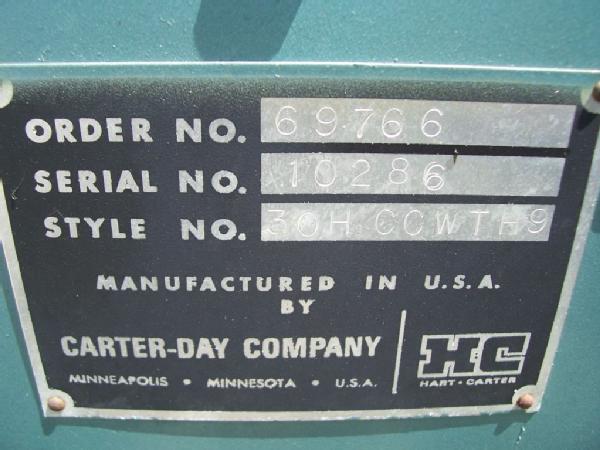 ORDER NO. 69766
SERIAL NO. 10286
STYLE NO. 30H CCWTH9
MANUFACTURED IN U.S.A.
BY
CARTER-DAY COMPANY
MINNEAPOLIS • MINNESOTA • U.S.A.
HC
HART-CARTER